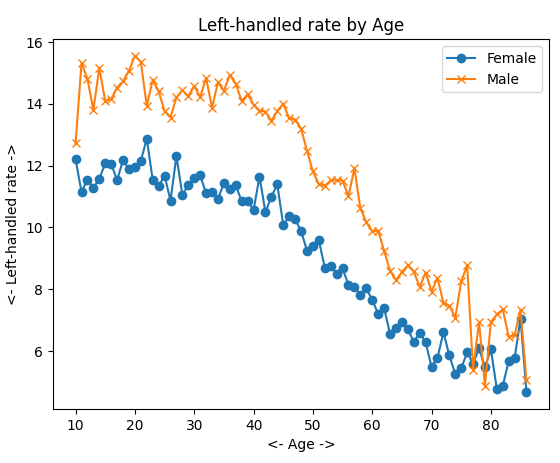 Left-handed rate by Age
Female
Male
<- Left-handled rate ->
16
14
12
10
8
6
10
20
30
40
50
60
70
80
<- Age ->